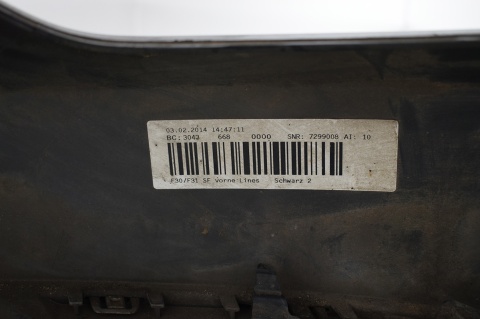 03.02.2014 14:47:11
BC: 3043 668 0000 SNR: 7299008 AI: 10
F30/F31 SF vorne Lines Schwarz 2